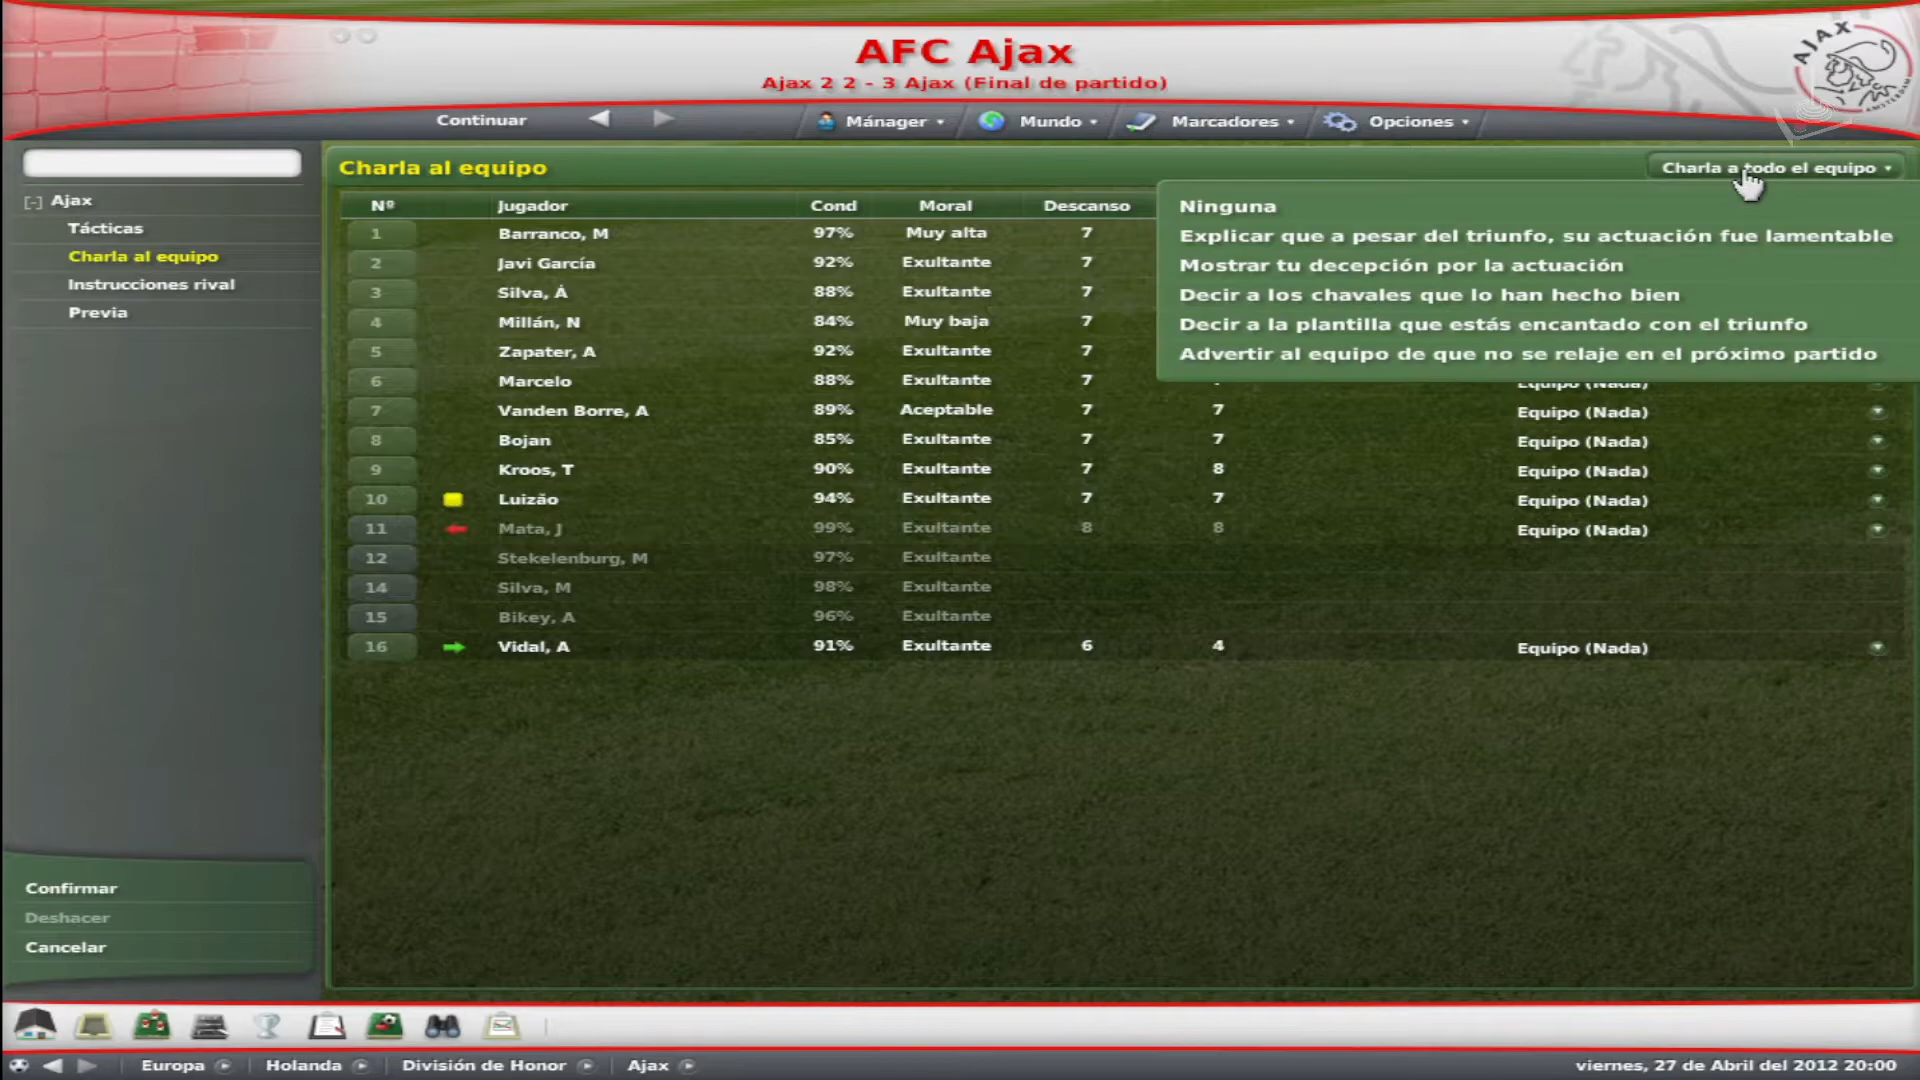 AFC Ajax
Ajax 2 2 - 3 Ajax (Final de partido)
AJAX
AMSTERDAM
Continuar Mánager Mundo Marcadores Opciones
Charla al equipo Charla a todo el equipo
[-] Ajax
Tácticas
Charla al equipo
Instrucciones rival
Previa
Nº Jugador Cond Moral Descanso
1 Barranco, M 97% Muy alta 7
2 Javi García 92% Exultante 7
3 Silva, Á 88% Exultante 7
4 Millán, N 84% Muy baja 7
5 Zapater, A 92% Exultante 7
6 Marcelo 88% Exultante 7 Equipo (Nada)
7 Vanden Borre, A 89% Aceptable 7 7 Equipo (Nada)
8 Bojan 85% Exultante 7 7 Equipo (Nada)
9 Kroos, T 90% Exultante 7 8 Equipo (Nada)
10 Luizão 94% Exultante 7 7 Equipo (Nada)
11 Mata, J 99% Exultante 8 8 Equipo (Nada)
12 Stekelenburg, M 97% Exultante
14 Silva, M 98% Exultante
15 Bikey, A 96% Exultante
16 Vidal, A 91% Exultante 6 4 Equipo (Nada)
Ninguna
Explicar que a pesar del triunfo, su actuación fue lamentable
Mostrar tu decepción por la actuación
Decir a los chavales que lo han hecho bien
Decir a la plantilla que estás encantado con el triunfo
Advertir al equipo de que no se relaje en el próximo partido
Confirmar
Deshacer
Cancelar
Europa Holanda División de Honor Ajax viernes, 27 de Abril del 2012 20:00